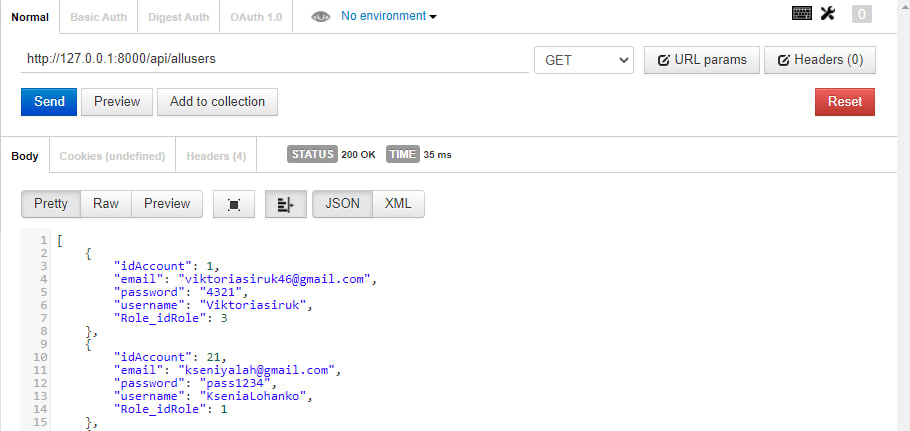 Normal Basic Auth Digest Auth OAuth 1.0 No environment 0
http://127.0.0.1:8000/api/allusers GET URL params Headers (0)
Send Preview Add to collection Reset
Body Cookies (undefined) Headers (4) STATUS 200 OK TIME 35 ms
Pretty Raw Preview JSON XML
1 [
2 {
3 "idAccount": 1,
4 "email": "viktoriasiruk46@gmail.com",
5 "password": "4321",
6 "username": "Viktoriasiruk",
7 "Role_idRole": 3
8 },
9 {
10 "idAccount": 21,
11 "email": "kseniyalah@gmail.com",
12 "password": "pass1234",
13 "username": "KseniaLohanko",
14 "Role_idRole": 1
15 },